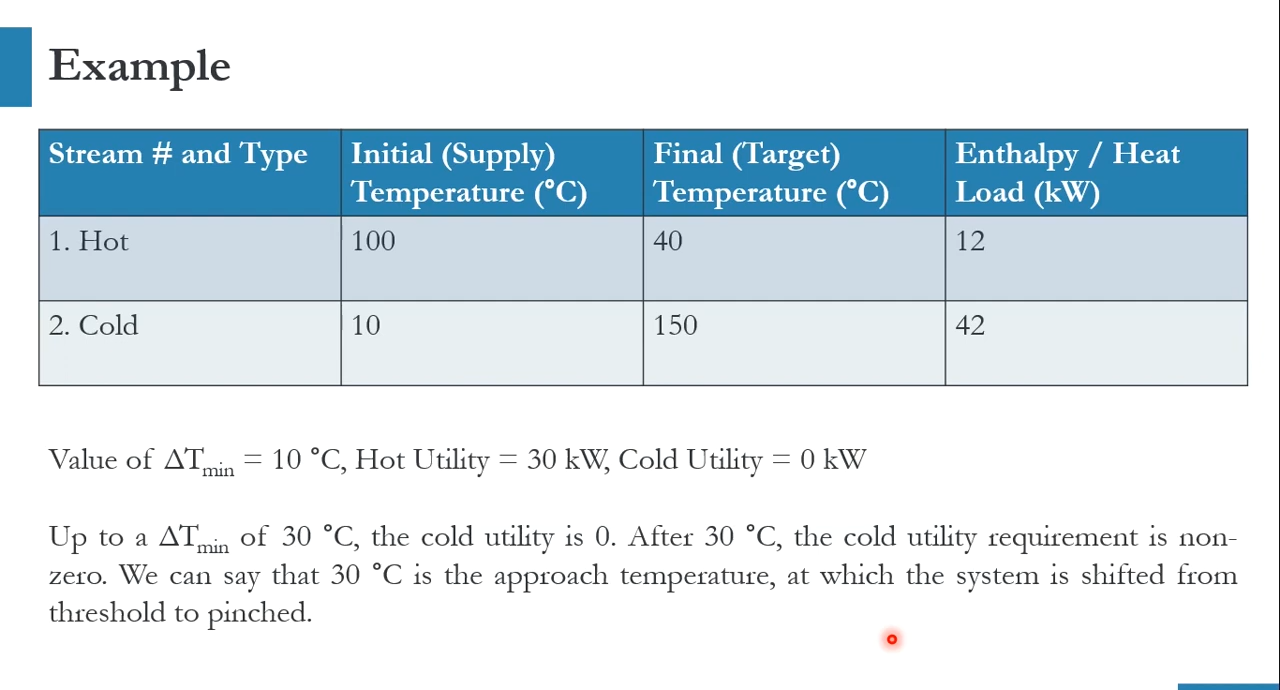 Example
Stream # and Type
Initial (Supply)
Temperature (°C)
Final (Target)
Temperature (°C)
Enthalpy / Heat
Load (kW)
1. Hot
100
40
12
2. Cold
10
150
42
Value of ΔTmin = 10 °C, Hot Utility = 30 kW, Cold Utility = 0 kW
Up to a ΔTmin of 30 °C, the cold utility is 0. After 30 °C, the cold utility requirement is non-
zero. We can say that 30 °C is the approach temperature, at which the system is shifted from
threshold to pinched.